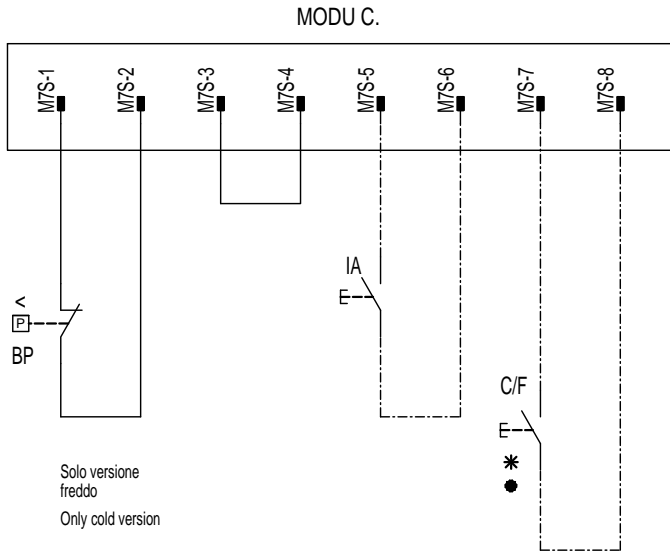 MODU C.
M7S-1
M7S-2
M7S-3
M7S-4
M7S-5
M7S-6
M7S-7
M7S-8
<
P
BP
IA
C/F
Solo versione
freddo
Only cold version